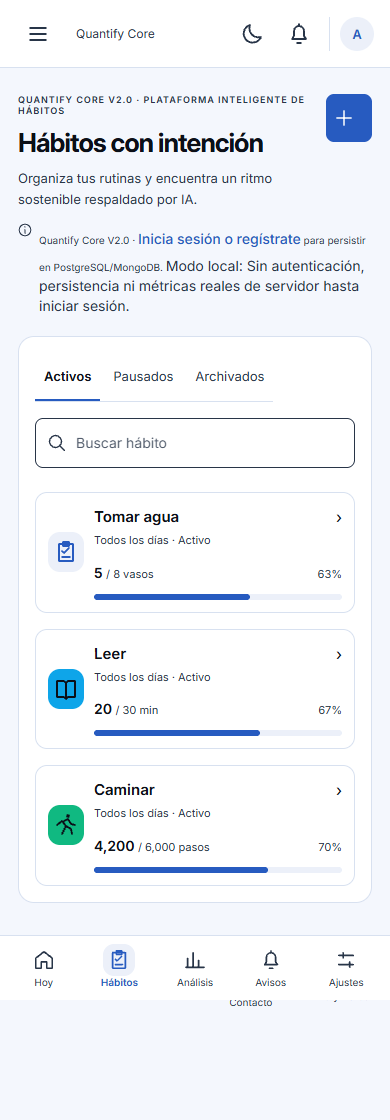 Quantify Core
A
QUANTIFY CORE V2.0 · PLATAFORMA INTELIGENTE DE
HÁBITOS
Hábitos con intención
Organiza tus rutinas y encuentra un ritmo
sostenible respaldado por IA.
Quantify Core V2.0 · Inicia sesión o regístrate para persistir
en PostgreSQL/MongoDB. Modo local: Sin autenticación,
persistencia ni métricas reales de servidor hasta
iniciar sesión.
Activos Pausados Archivados
Buscar hábito
Tomar agua
Todos los días · Activo
5 / 8 vasos 63%
Leer
Todos los días · Activo
20 / 30 min 67%
Caminar
Todos los días · Activo
4,200 / 6,000 pasos 70%
Hoy Hábitos Análisis Avisos Ajustes
Contacto